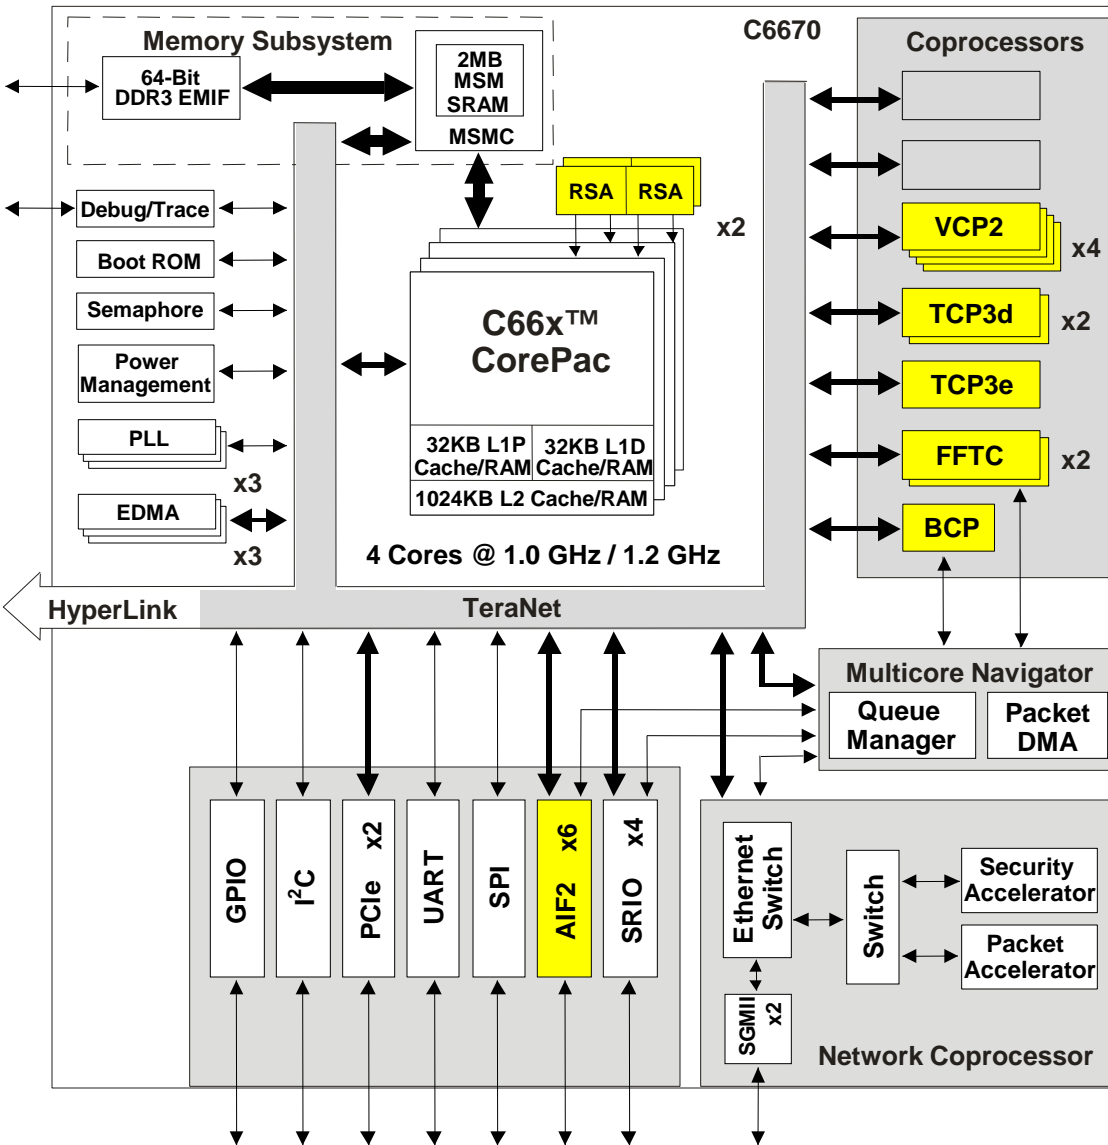 C6670
Memory Subsystem
64-Bit
DDR3 EMIF
2MB
MSM
SRAM
MSMC
Coprocessors
RSA RSA
x2
VCP2
x4
TCP3d
x2
TCP3e
FFTC
x2
BCP
Debug/Trace
Boot ROM
Semaphore
Power
Management
PLL
x3
EDMA
x3
C66x™
CorePac
32KB L1P
Cache/RAM
32KB L1D
Cache/RAM
1024KB L2 Cache/RAM
4 Cores @ 1.0 GHz / 1.2 GHz
HyperLink
TeraNet
Multicore Navigator
Queue
Manager
Packet
DMA
GPIO
I²C
PCIe x2
UART
SPI
AIF2 x6
SRIO x4
Ethernet
Switch
Switch
Security
Accelerator
Packet
Accelerator
SGMII
x2
Network Coprocessor